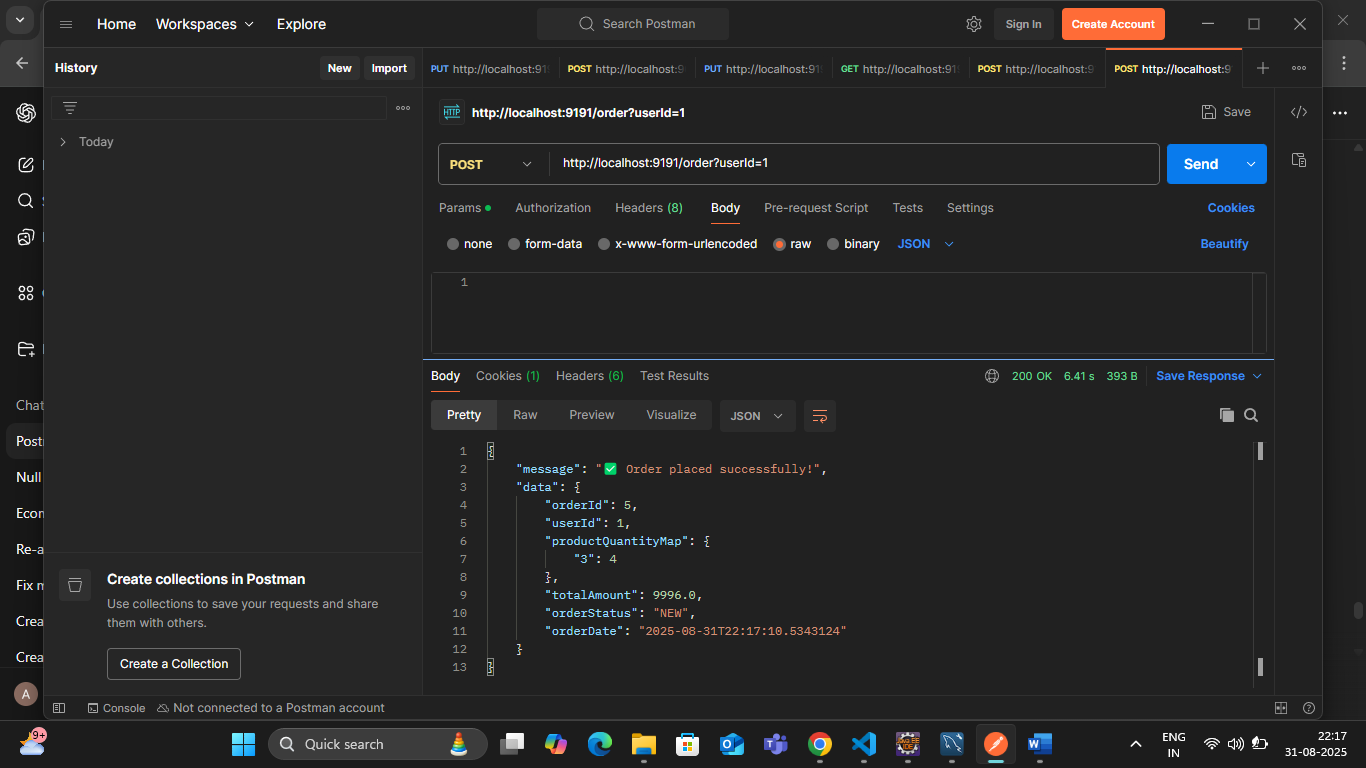 Home Workspaces Explore Search Postman Sign In Create Account
History New Import
PUT http://localhost:91 POST http://localhost:9 PUT http://localhost:91 GET http://localhost:91 POST http://localhost:9 POST http://localhost:9
HTTP http://localhost:9191/order?userId=1 Save
Today
POST http://localhost:9191/order?userId=1 Send
Params Authorization Headers (8) Body Pre-request Script Tests Settings Cookies
none form-data x-www-form-urlencoded raw binary JSON Beautify
1
Body Cookies (1) Headers (6) Test Results 200 OK 6.41 s 393 B Save Response
Pretty Raw Preview Visualize JSON
1 {
2 "message": "✅ Order placed successfully!",
3 "data": {
4 "orderId": 5,
5 "userId": 1,
6 "productQuantityMap": {
7 "3": 4
8 },
9 "totalAmount": 9996.0,
10 "orderStatus": "NEW",
11 "orderDate": "2025-08-31T22:17:10.5343124"
12 }
13 }
Chat
Post
Null
Econ
Re-a
Fix m
Crea
Crea
A
Create collections in Postman
Use collections to save your requests and share
them with others.
Create a Collection
Console Not connected to a Postman account
9+ Quick search ENG
IN
22:17
31-08-2025